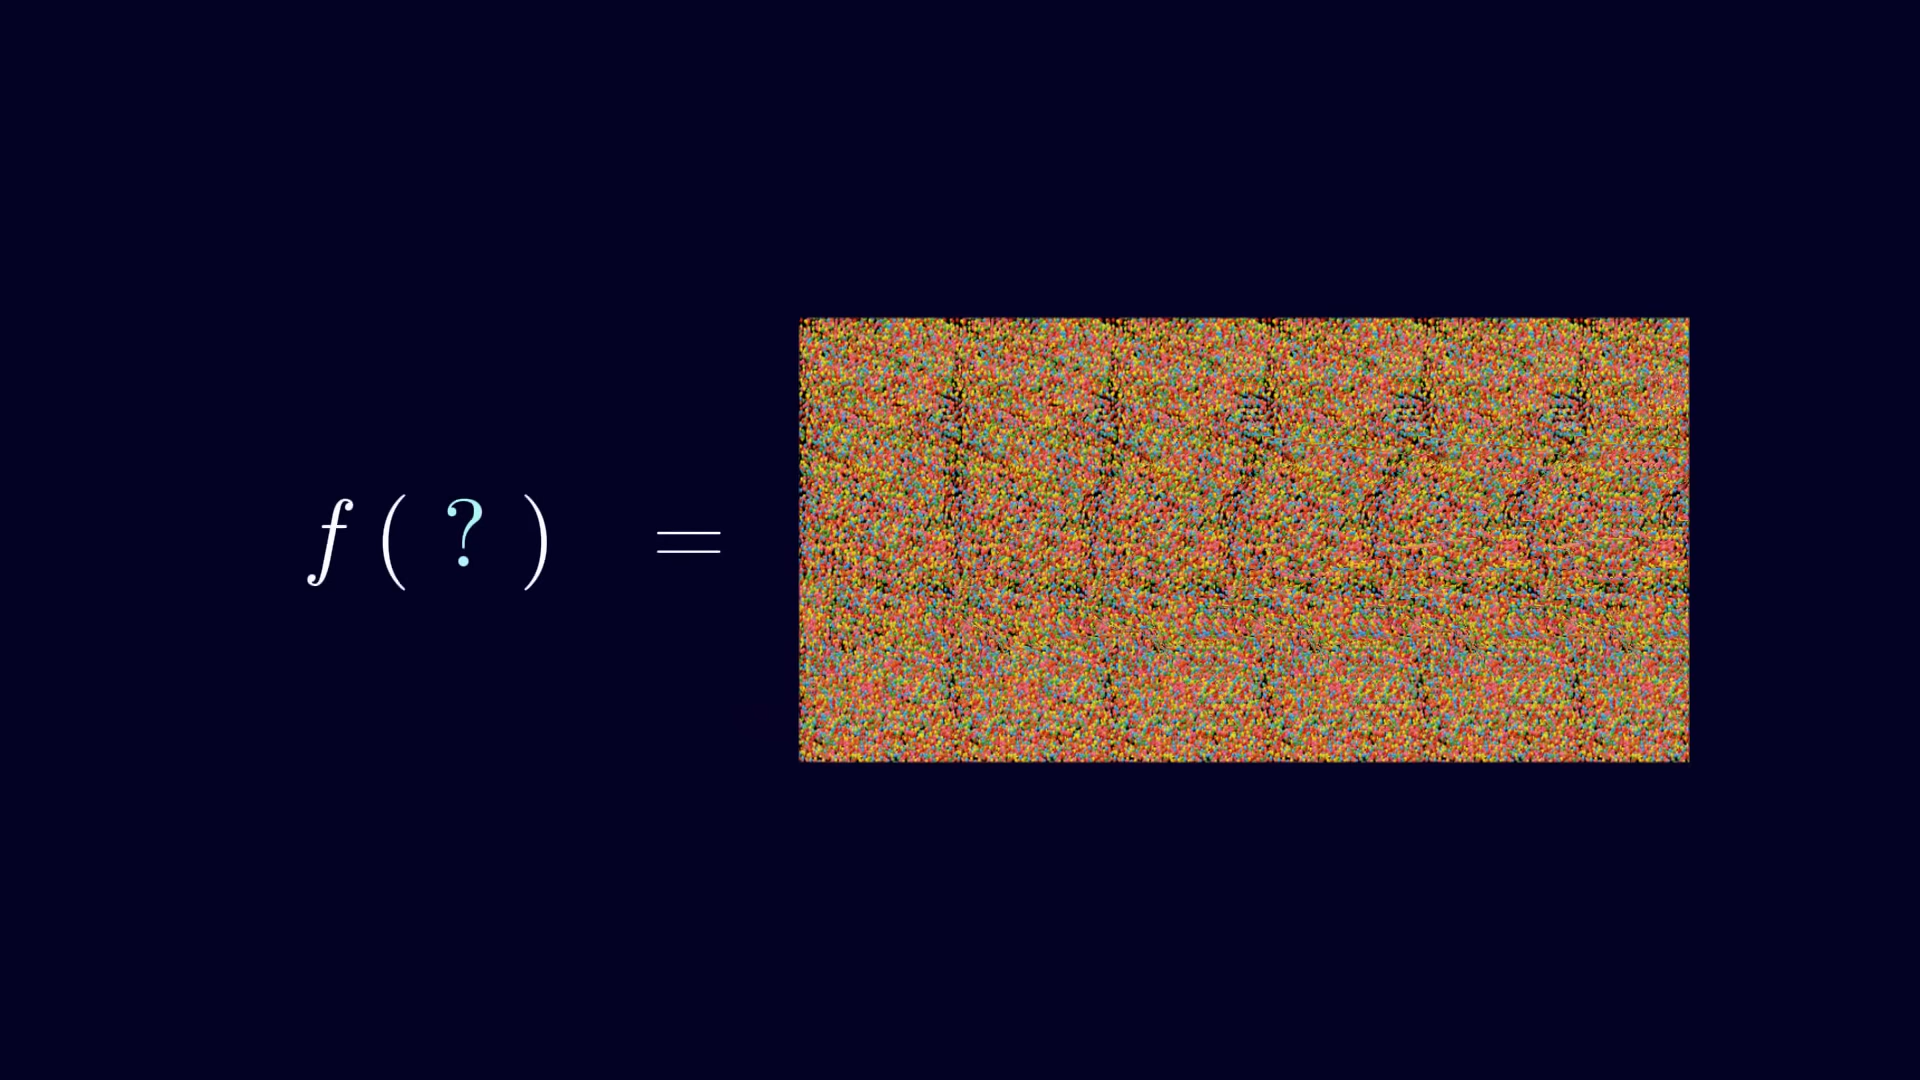 f ( ? ) =